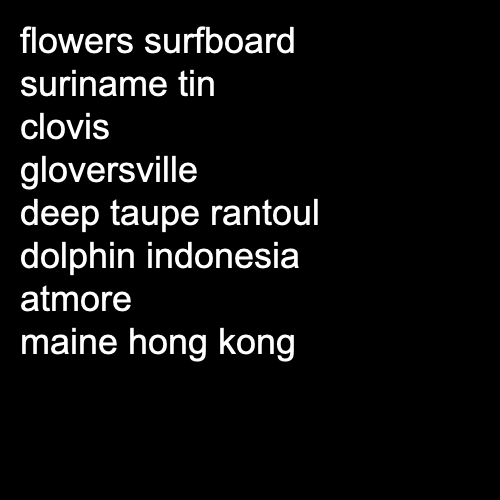 flowers surfboard
suriname tin
clovis
gloversville
deep taupe rantoul
dolphin indonesia
atmore
maine hong kong